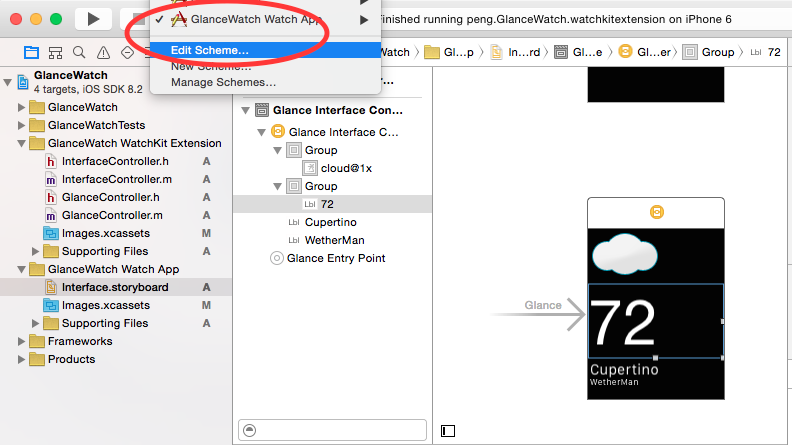 GlanceWatch Watch App
Finished running peng.GlanceWatch.watchkitextension on iPhone 6
Edit Scheme...
New Scheme...
Manage Schemes...
Watch Gl...p In...rd Gl...e Gl...er Group Lbl 72
GlanceWatch
4 targets, iOS SDK 8.2
GlanceWatch
GlanceWatchTests
GlanceWatch WatchKit Extension
h InterfaceController.h A
m InterfaceController.m A
h GlanceController.h A
m GlanceController.m A
Images.xcassets M
Supporting Files A
GlanceWatch Watch App
Interface.storyboard A
Images.xcassets M
Supporting Files A
Frameworks
Products
Glance Interface Con...
Glance Interface C...
Group
cloud@1x
Group
Lbl 72
Lbl Cupertino
Lbl WetherMan
Glance Entry Point
Glance
72
Cupertino
WetherMan